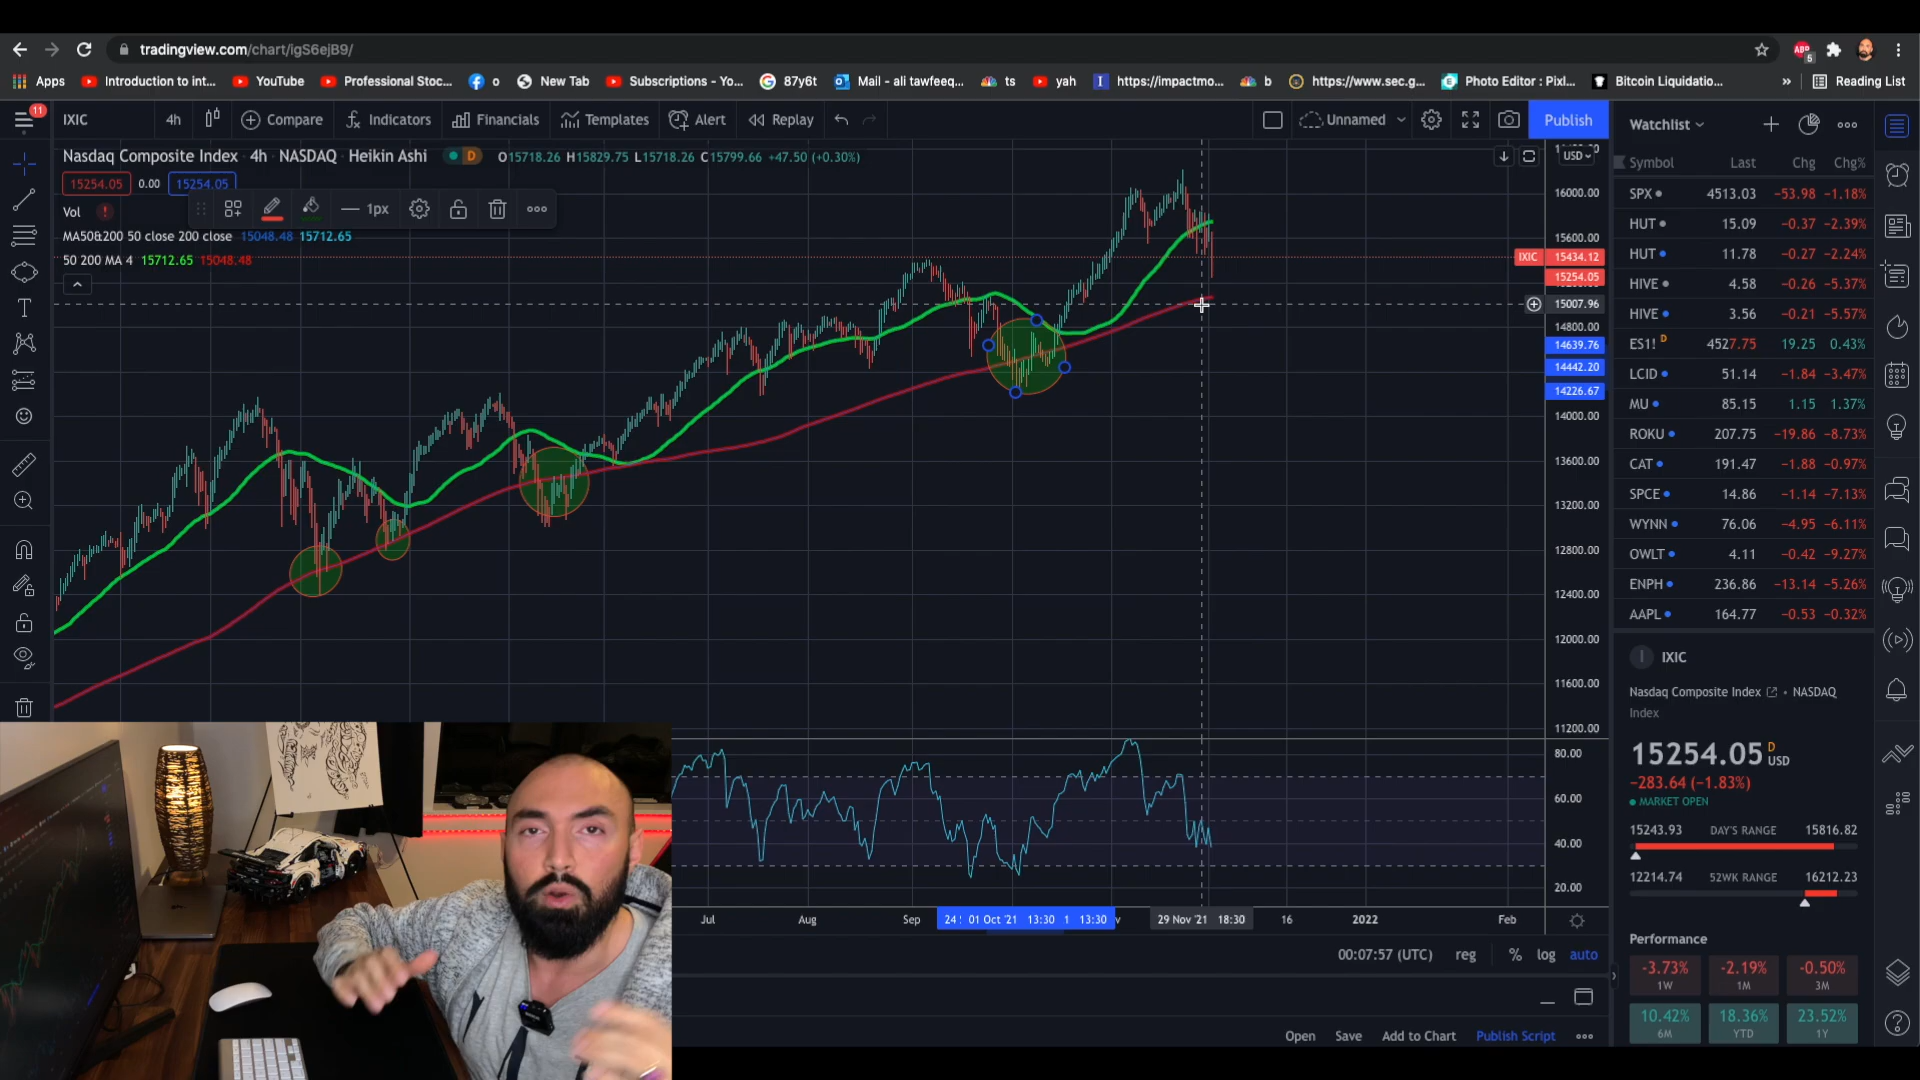 tradingview.com/chart/igS6ejB9/
ABP 5
Apps Introduction to int... YouTube Professional Stoc... o New Tab Subscriptions - Yo... 87y6t Mail - ali tawfeeq... ts yah https://impactmo... b https://www.sec.g... Photo Editor : Pixl... Bitcoin Liquidatio... » Reading List
11 IXIC 4h Compare Indicators Financials Templates Alert Replay Unnamed Publish
Nasdaq Composite Index 4h · NASDAQ Heikin Ashi D O15718.26 H15829.75 L15718.26 C15799.66 +47.50 (+0.30%)
15254.05 0.00 15254.05
1px
Vol !
MA50&200 50 close 200 close 15048.48 15712.65
50 200 MA 4 15712.65 15048.48
USD
16000.00
15600.00
IXIC 15434.12
15254.05
15007.96
14800.00
14639.76
14442.20
14226.67
14000.00
13600.00
13200.00
12800.00
12400.00
12000.00
11600.00
11200.00
80.00
60.00
40.00
20.00
Jul Aug Sep 24 01 Oct '21 13:30 1 13:30 v 29 Nov '21 18:30 16 2022 Feb
00:07:57 (UTC) reg % log auto
Open Save Add to Chart Publish Script
Watchlist
Symbol Last Chg Chg%
SPX 4513.03 −53.98 −1.18%
HUT 15.09 −0.37 −2.39%
HUT 11.78 −0.27 −2.24%
HIVE 4.58 −0.26 −5.37%
HIVE 3.56 −0.21 −5.57%
ES1! D 4527.75 19.25 0.43%
LCID 51.14 −1.84 −3.47%
MU 85.15 1.15 1.37%
ROKU 207.75 −19.86 −8.73%
CAT 191.47 −1.88 −0.97%
SPCE 14.86 −1.14 −7.13%
WYNN 76.06 −4.95 −6.11%
OWLT 4.11 −0.42 −9.27%
ENPH 236.86 −13.14 −5.26%
AAPL 164.77 −0.53 −0.32%
I IXIC
Nasdaq Composite Index • NASDAQ
Index
15254.05 D USD
−283.64 (−1.83%)
MARKET OPEN
15243.93 DAY'S RANGE 15816.82
12214.74 52WK RANGE 16212.23
Performance
-3.73% -2.19% -0.50%
1W 1M 3M
10.42% 18.36% 23.52%
6M YTD 1Y